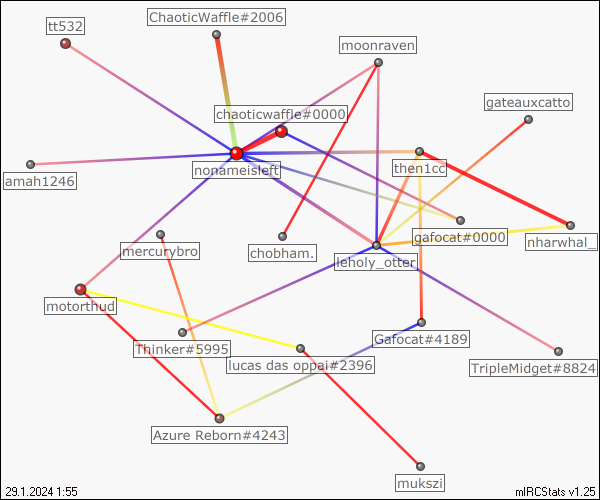 tt532
ChaoticWaffle#2006
moonraven
gateauxcatto
chaoticwaffle#0000
nonameisleft
then1cc
amah1246
gafocat#0000
nharwhal_
mercurybro
chobham.
leholy_otter
motorthud
Thinker#5995
Gafocat#4189
lucas das oppai#2396
TripleMidget#8824
Azure Reborn#4243
mukszi
29.1.2024 1:55
mIRCStats v1.25